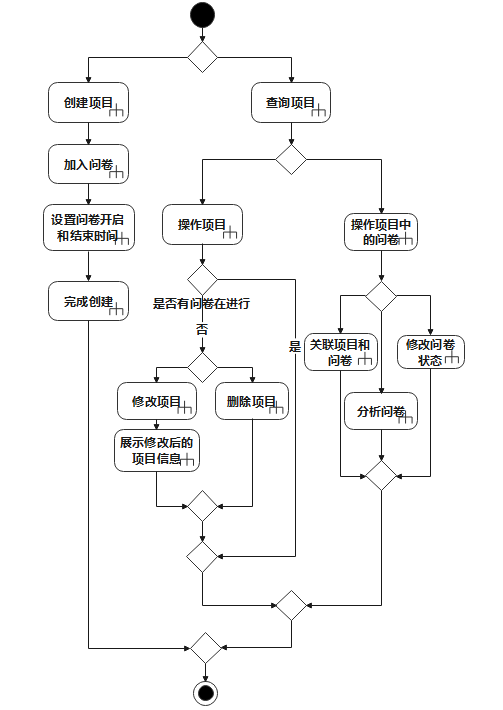 创建项目
查询项目
加入问卷
设置问卷开启
和结束时间
操作项目
操作项目中
的问卷
是否有问卷在进行
完成创建
否
是
关联项目和
问卷
修改问卷
状态
修改项目
删除项目
分析问卷
展示修改后的
项目信息